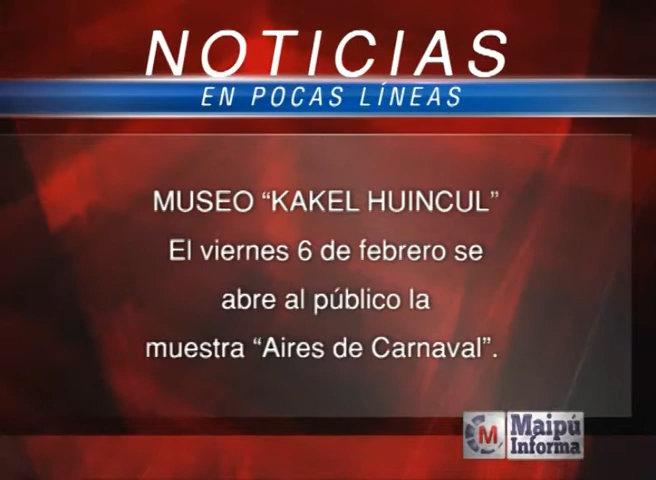 NOTICIAS
EN POCAS LÍNEAS
MUSEO “KAKEL HUINCUL”
El viernes 6 de febrero se
abre al público la
muestra “Aires de Carnaval”.
M
Maipú
Informa